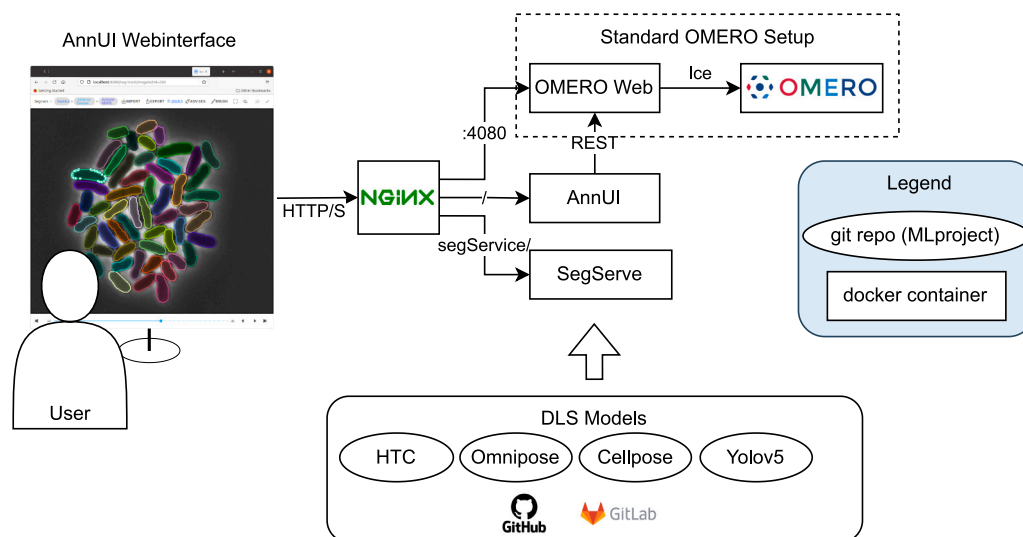 AnnUI Webinterface
Standard OMERO Setup
OMERO Web
Ice
OMERO
:4080
REST
HTTP/S
NGiNX
/
AnnUI
segService/
SegServe
Legend
git repo (MLproject)
docker container
User
DLS Models
HTC
Omnipose
Cellpose
Yolov5
GitHub
GitLab